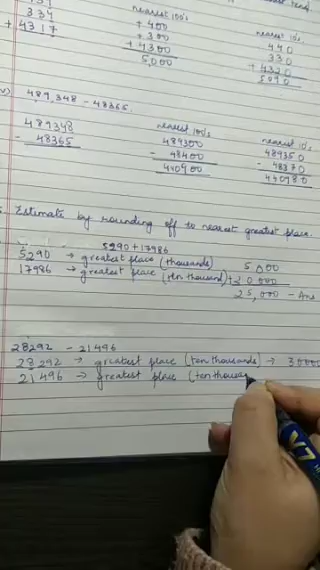 334
+ 4317
nearest 100's
+ 400
+ 300
+ 4300
5,000
440
330
+ 4320
5090
v) 489,348 - 48365.
489348
- 48365
nearest 100's
489300
- 48400
440900
nearest 10's
489350
- 48370
440980
Estimate by rounding off to nearest greatest place.
5290 + 17986
5290 → greatest place (thousands) 5000
17986 → greatest place (ten thousand) + 20000
25,000 - Ans
28292 - 21496
28292 → greatest place (ten thousands) → 30000
21496 → greatest place (ten thousa
V7